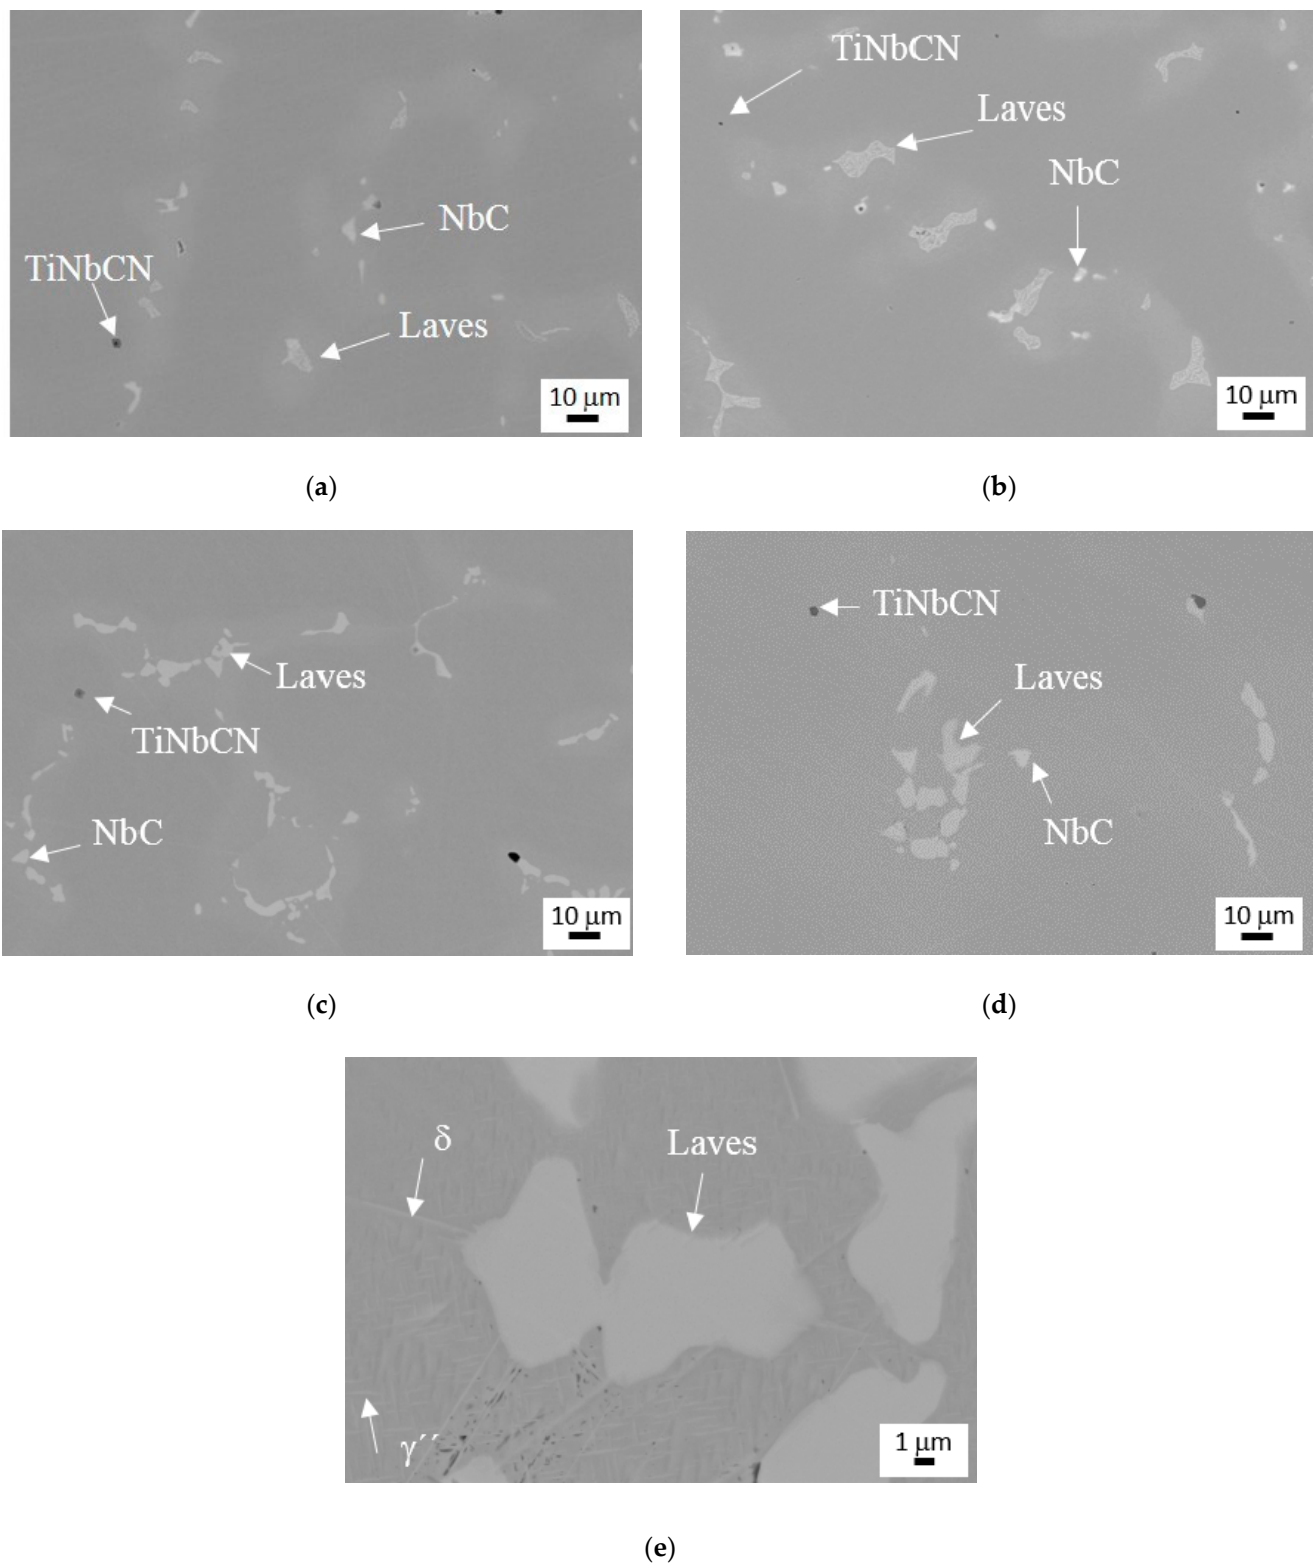 NbC
TiNbCN
Laves
10 µm
(a)
TiNbCN
Laves
NbC
10 µm
(b)
Laves
TiNbCN
NbC
10 µm
(c)
TiNbCN
Laves
NbC
10 µm
(d)
δ
Laves
γ´´
1 µm
(e)